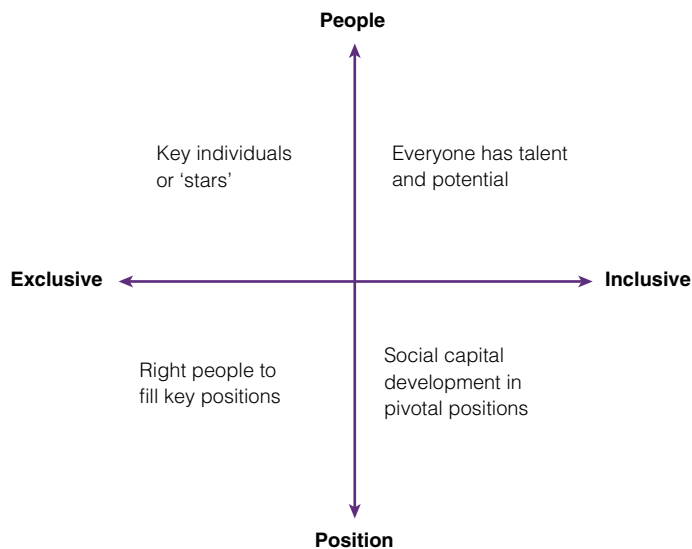 People
Key individuals
or ‘stars’
Everyone has talent
and potential
Exclusive
Inclusive
Right people to
fill key positions
Social capital
development in
pivotal positions
Position